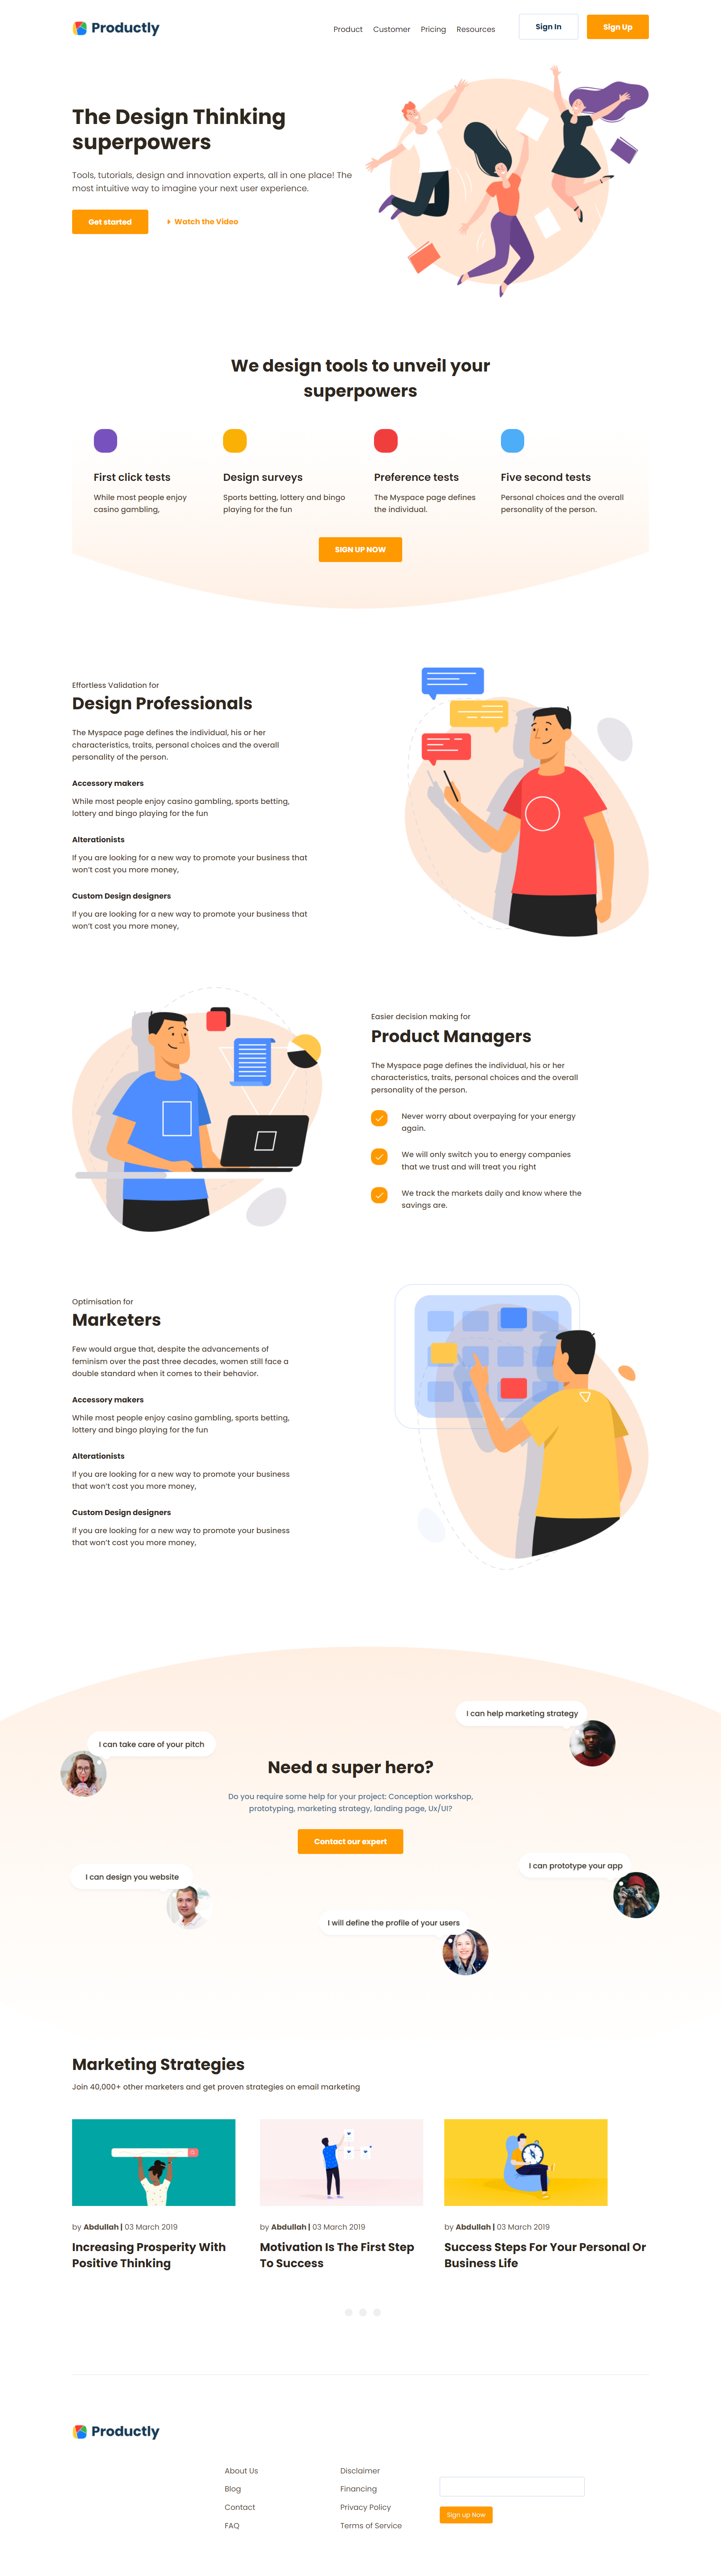 Productly
Product Customer Pricing Resources Sign In Sign Up
The Design Thinking
superpowers
Tools, tutorials, design and innovation experts, all in one place! The
most intuitive way to imagine your next user experience.
Get started Watch the Video
We design tools to unveil your
superpowers
First click tests
While most people enjoy
casino gambling,
Design surveys
Sports betting, lottery and bingo
playing for the fun
Preference tests
The Myspace page defines
the individual.
Five second tests
Personal choices and the overall
personality of the person.
SIGN UP NOW
Effortless Validation for
Design Professionals
The Myspace page defines the individual, his or her
characteristics, traits, personal choices and the overall
personality of the person.
Accessory makers
While most people enjoy casino gambling, sports betting,
lottery and bingo playing for the fun
Alterationists
If you are looking for a new way to promote your business that
won't cost you more money,
Custom Design designers
If you are looking for a new way to promote your business that
won't cost you more money,
Easier decision making for
Product Managers
The Myspace page defines the individual, his or her
characteristics, traits, personal choices and the overall
personality of the person.
Never worry about overpaying for your energy
again.
We will only switch you to energy companies
that we trust and will treat you right
We track the markets daily and know where the
savings are.
Optimisation for
Marketers
Few would argue that, despite the advancements of
feminism over the past three decades, women still face a
double standard when it comes to their behavior.
Accessory makers
While most people enjoy casino gambling, sports betting,
lottery and bingo playing for the fun
Alterationists
If you are looking for a new way to promote your business
that won't cost you more money,
Custom Design designers
If you are looking for a new way to promote your business
that won't cost you more money,
I can help marketing strategy
I can take care of your pitch
Need a super hero?
Do you require some help for your project: Conception workshop,
prototyping, marketing strategy, landing page, Ux/UI?
Contact our expert
I can prototype your app
I can design you website
I will define the profile of your users
Marketing Strategies
Join 40,000+ other marketers and get proven strategies on email marketing
by Abdullah | 03 March 2019
Increasing Prosperity With
Positive Thinking
by Abdullah | 03 March 2019
Motivation Is The First Step
To Success
by Abdullah | 03 March 2019
Success Steps For Your Personal Or
Business Life
Productly
About Us
Blog
Contact
FAQ
Disclaimer
Financing
Privacy Policy
Terms of Service
Sign up Now